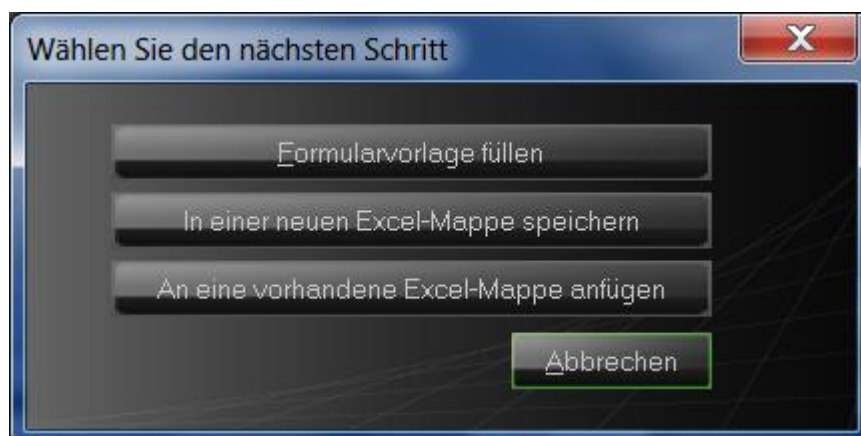 Wählen Sie den nächsten Schritt
Formularvorlage füllen
In einer neuen Excel-Mappe speichern
An eine vorhandene Excel-Mappe anfügen
Abbrechen